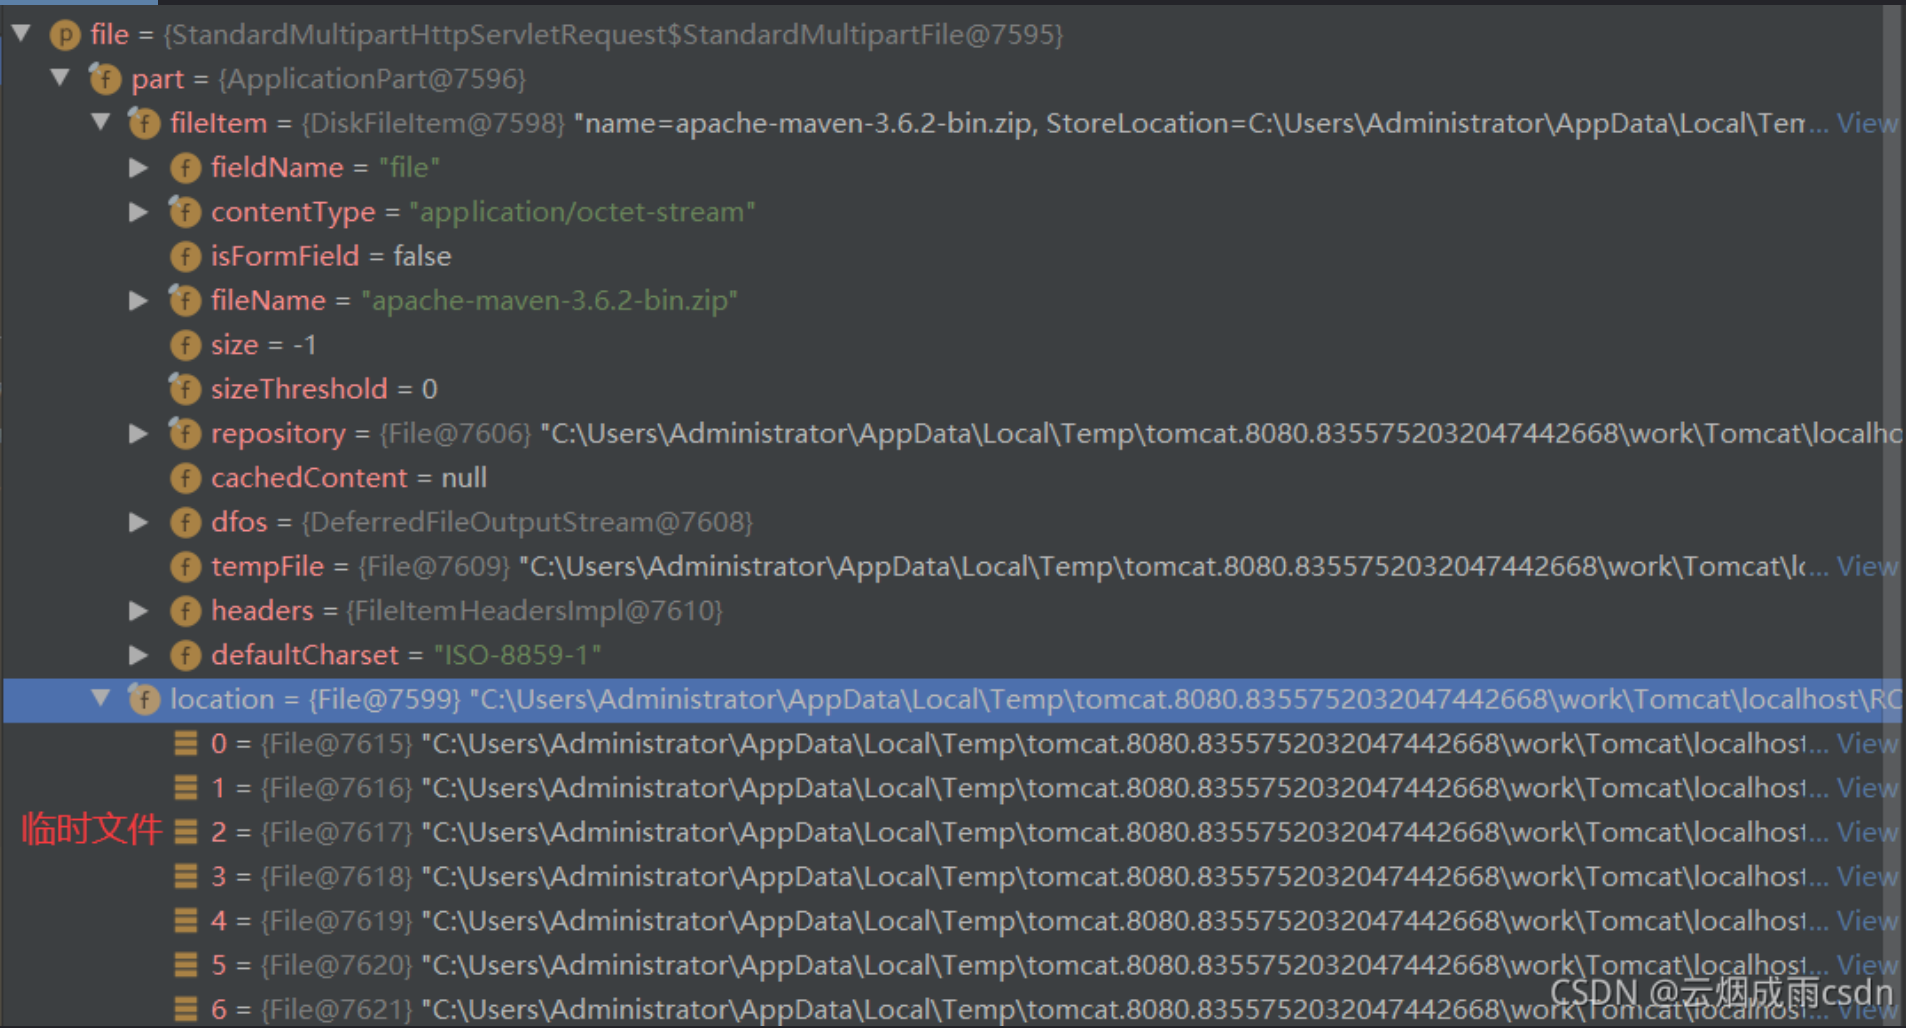 file = {StandardMultipartHttpServletRequest$StandardMultipartFile@7595}
part = {ApplicationPart@7596}
fileItem = {DiskFileItem@7598} "name=apache-maven-3.6.2-bin.zip, StoreLocation=C:\Users\Administrator\AppData\Local\Tem... View
fieldName = "file"
contentType = "application/octet-stream"
isFormField = false
fileName = "apache-maven-3.6.2-bin.zip"
size = -1
sizeThreshold = 0
repository = {File@7606} "C:\Users\Administrator\AppData\Local\Temp\tomcat.8080.8355752032047442668\work\Tomcat\localho
cachedContent = null
dfos = {DeferredFileOutputStream@7608}
tempFile = {File@7609} "C:\Users\Administrator\AppData\Local\Temp\tomcat.8080.8355752032047442668\work\Tomcat\lo... View
headers = {FileItemHeadersImpl@7610}
defaultCharset = "ISO-8859-1"
location = {File@7599} "C:\Users\Administrator\AppData\Local\Temp\tomcat.8080.8355752032047442668\work\Tomcat\localhost\RO
0 = {File@7615} "C:\Users\Administrator\AppData\Local\Temp\tomcat.8080.8355752032047442668\work\Tomcat\localhost... View
1 = {File@7616} "C:\Users\Administrator\AppData\Local\Temp\tomcat.8080.8355752032047442668\work\Tomcat\localhost... View
临时文件 2 = {File@7617} "C:\Users\Administrator\AppData\Local\Temp\tomcat.8080.8355752032047442668\work\Tomcat\localhost... View
3 = {File@7618} "C:\Users\Administrator\AppData\Local\Temp\tomcat.8080.8355752032047442668\work\Tomcat\localhost... View
4 = {File@7619} "C:\Users\Administrator\AppData\Local\Temp\tomcat.8080.8355752032047442668\work\Tomcat\localhost... View
5 = {File@7620} "C:\Users\Administrator\AppData\Local\Temp\tomcat.8080.8355752032047442668\work\Tomcat\localhost... View
6 = {File@7621} "C:\Users\Administrator\AppData\Local\Temp\tomcat.8080.8355752032047442668\work\Tomcat\localhost... View
CSDN @云烟成雨csdn